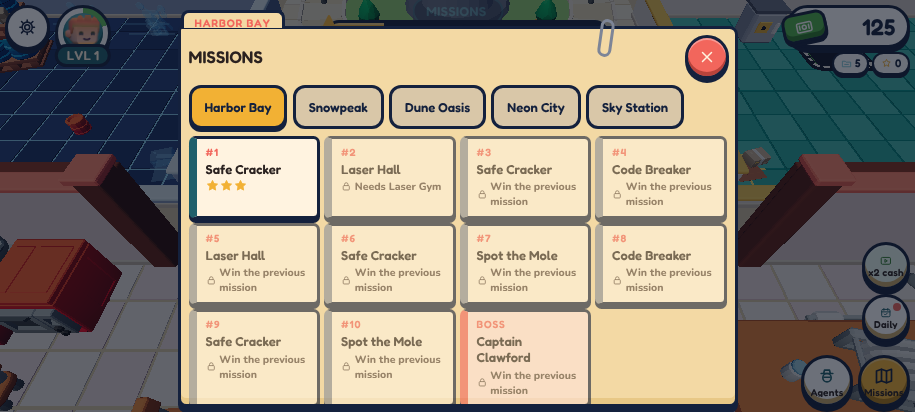 MISSIONS
HARBOR BAY
MISSIONS
125
LVL 1
5
0
Harbor Bay
Snowpeak
Dune Oasis
Neon City
Sky Station
#1
Safe Cracker
#2
Laser Hall
Needs Laser Gym
#3
Safe Cracker
Win the previous
mission
#4
Code Breaker
Win the previous
mission
#5
Laser Hall
Win the previous
mission
#6
Safe Cracker
Win the previous
mission
#7
Spot the Mole
Win the previous
mission
#8
Code Breaker
Win the previous
mission
#9
Safe Cracker
Win the previous
mission
#10
Spot the Mole
Win the previous
mission
BOSS
Captain
Clawford
Win the previous
mission
x2 cash
Daily
Agents
Missions